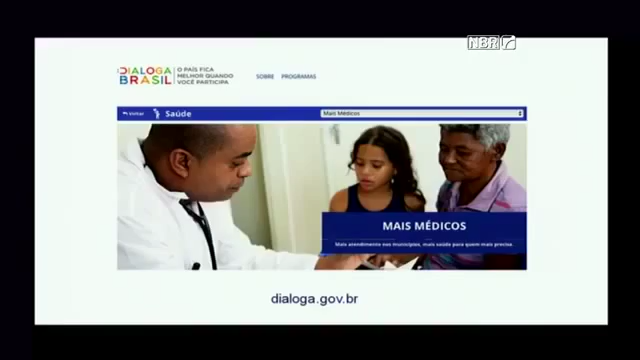 NBR
DIALOGA
BRASIL
O PAÍS FICA
MELHOR QUANDO
VOCÊ PARTICIPA
SOBRE PROGRAMAS
Voltar Saúde Mais Médicos
MAIS MÉDICOS
Mais atendimento nos municípios, mais saúde para quem mais precisa.
dialoga.gov.br